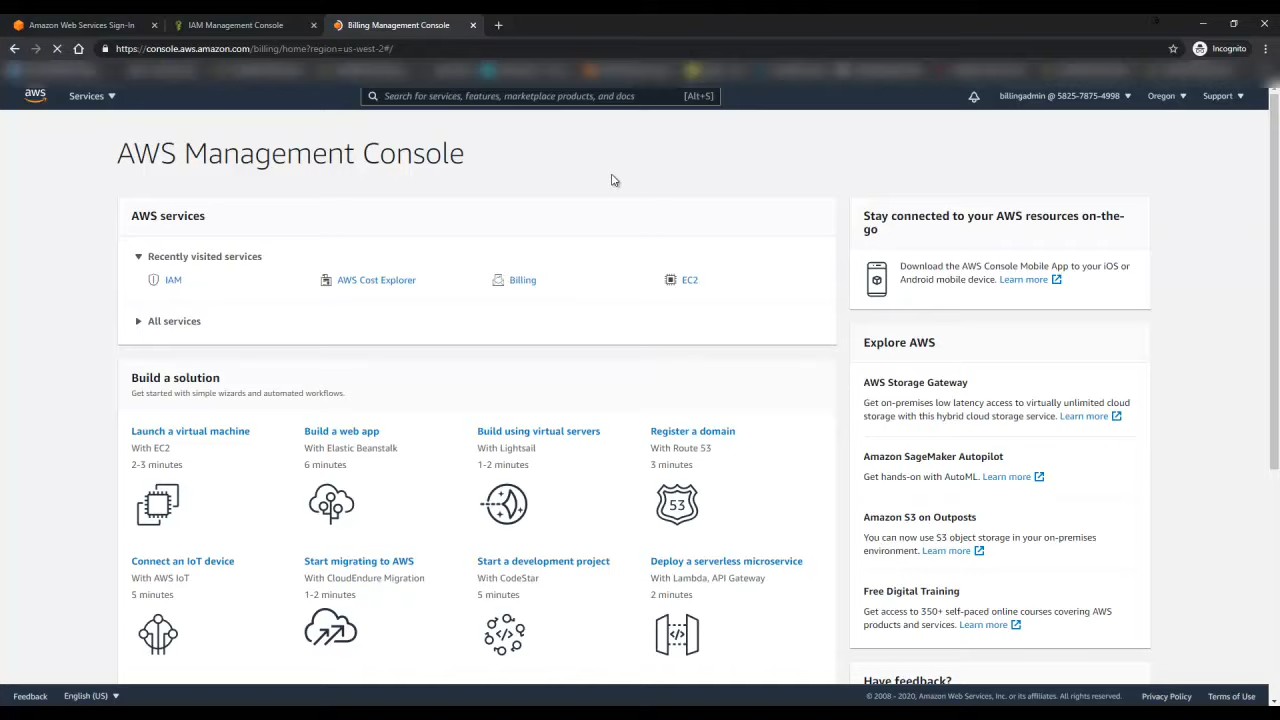 Amazon Web Services Sign-In
IAM Management Console
Billing Management Console
https://console.aws.amazon.com/billing/home?region=us-west-2#/
Incognito
aws
Services
Search for services, features, marketplace products, and docs [Alt+S]
billingadmin @ 5825-7875-4998
Oregon
Support
AWS Management Console
AWS services
Recently visited services
IAM
AWS Cost Explorer
Billing
EC2
All services
Build a solution
Get started with simple wizards and automated workflows.
Launch a virtual machine
With EC2
2-3 minutes
Build a web app
With Elastic Beanstalk
6 minutes
Build using virtual servers
With Lightsail
1-2 minutes
Register a domain
With Route 53
3 minutes
53
Connect an IoT device
With AWS IoT
5 minutes
Start migrating to AWS
With CloudEndure Migration
1-2 minutes
Start a development project
With CodeStar
5 minutes
Deploy a serverless microservice
With Lambda, API Gateway
2 minutes
Stay connected to your AWS resources on-the-
go
Download the AWS Console Mobile App to your iOS or
Android mobile device. Learn more
Explore AWS
AWS Storage Gateway
Get on-premises low latency access to virtually unlimited cloud
storage with this hybrid cloud storage service. Learn more
Amazon SageMaker Autopilot
Get hands-on with AutoML. Learn more
Amazon S3 on Outposts
You can now use S3 object storage in your on-premises
environment. Learn more
Free Digital Training
Get access to 350+ self-paced online courses covering AWS
products and services. Learn more
Have feedback?
Feedback
English (US)
© 2008 - 2020, Amazon Web Services, Inc. or its affiliates. All rights reserved.
Privacy Policy
Terms of Use